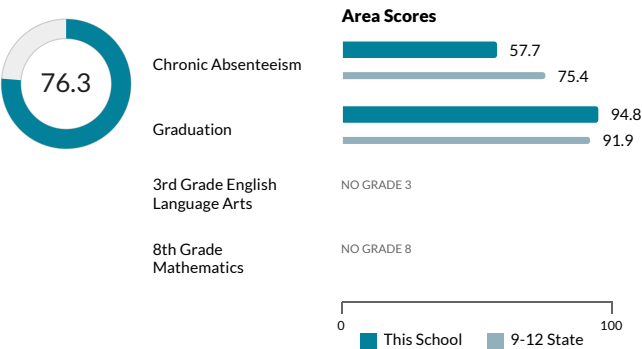 Area Scores
76.3
Chronic Absenteeism
57.7
75.4
Graduation
94.8
91.9
3rd Grade English
Language Arts
NO GRADE 3
8th Grade
Mathematics
NO GRADE 8
0
100
This School
9-12 State